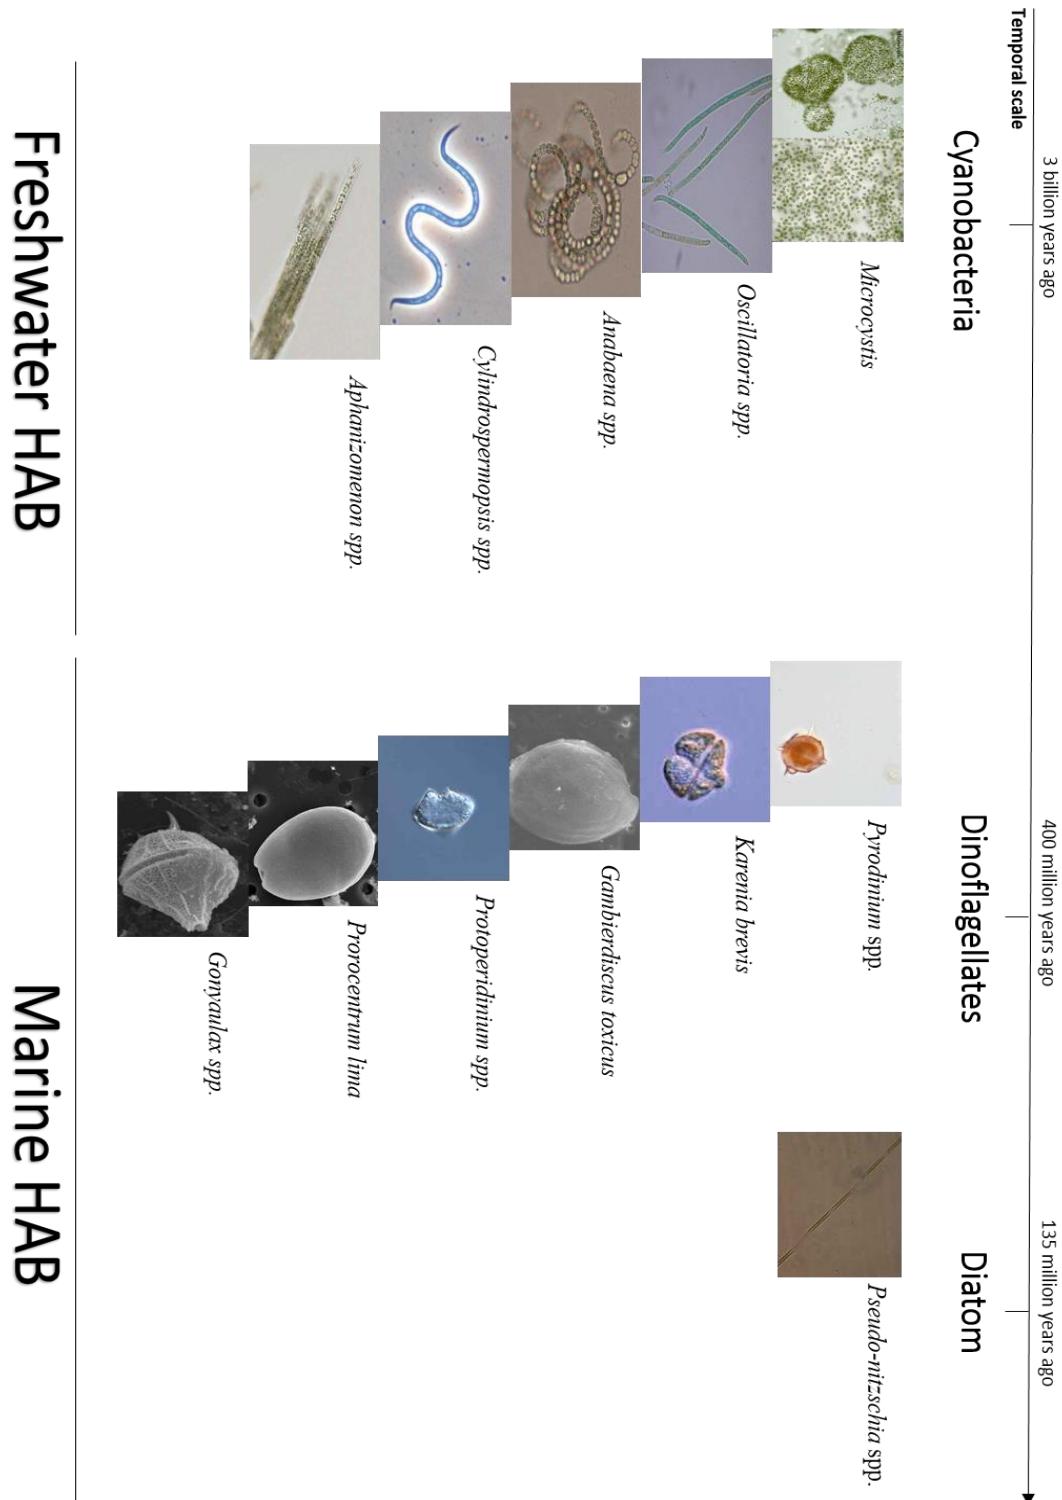 Temporal scale
3 billion years ago
400 million years ago
135 million years ago
Cyanobacteria
Dinoflagellates
Diatom
Microcystis
Oscillatoria spp.
Anabaena spp.
Cylindrospermopsis spp.
Aphanizomenon spp.
Pyrodinium spp.
Karenia brevis
Gambierdiscus toxicus
Protoperidinium spp.
Prorocentrum lima
Gonyaulax spp.
Pseudo-nitzschia spp.
Freshwater HAB
Marine HAB